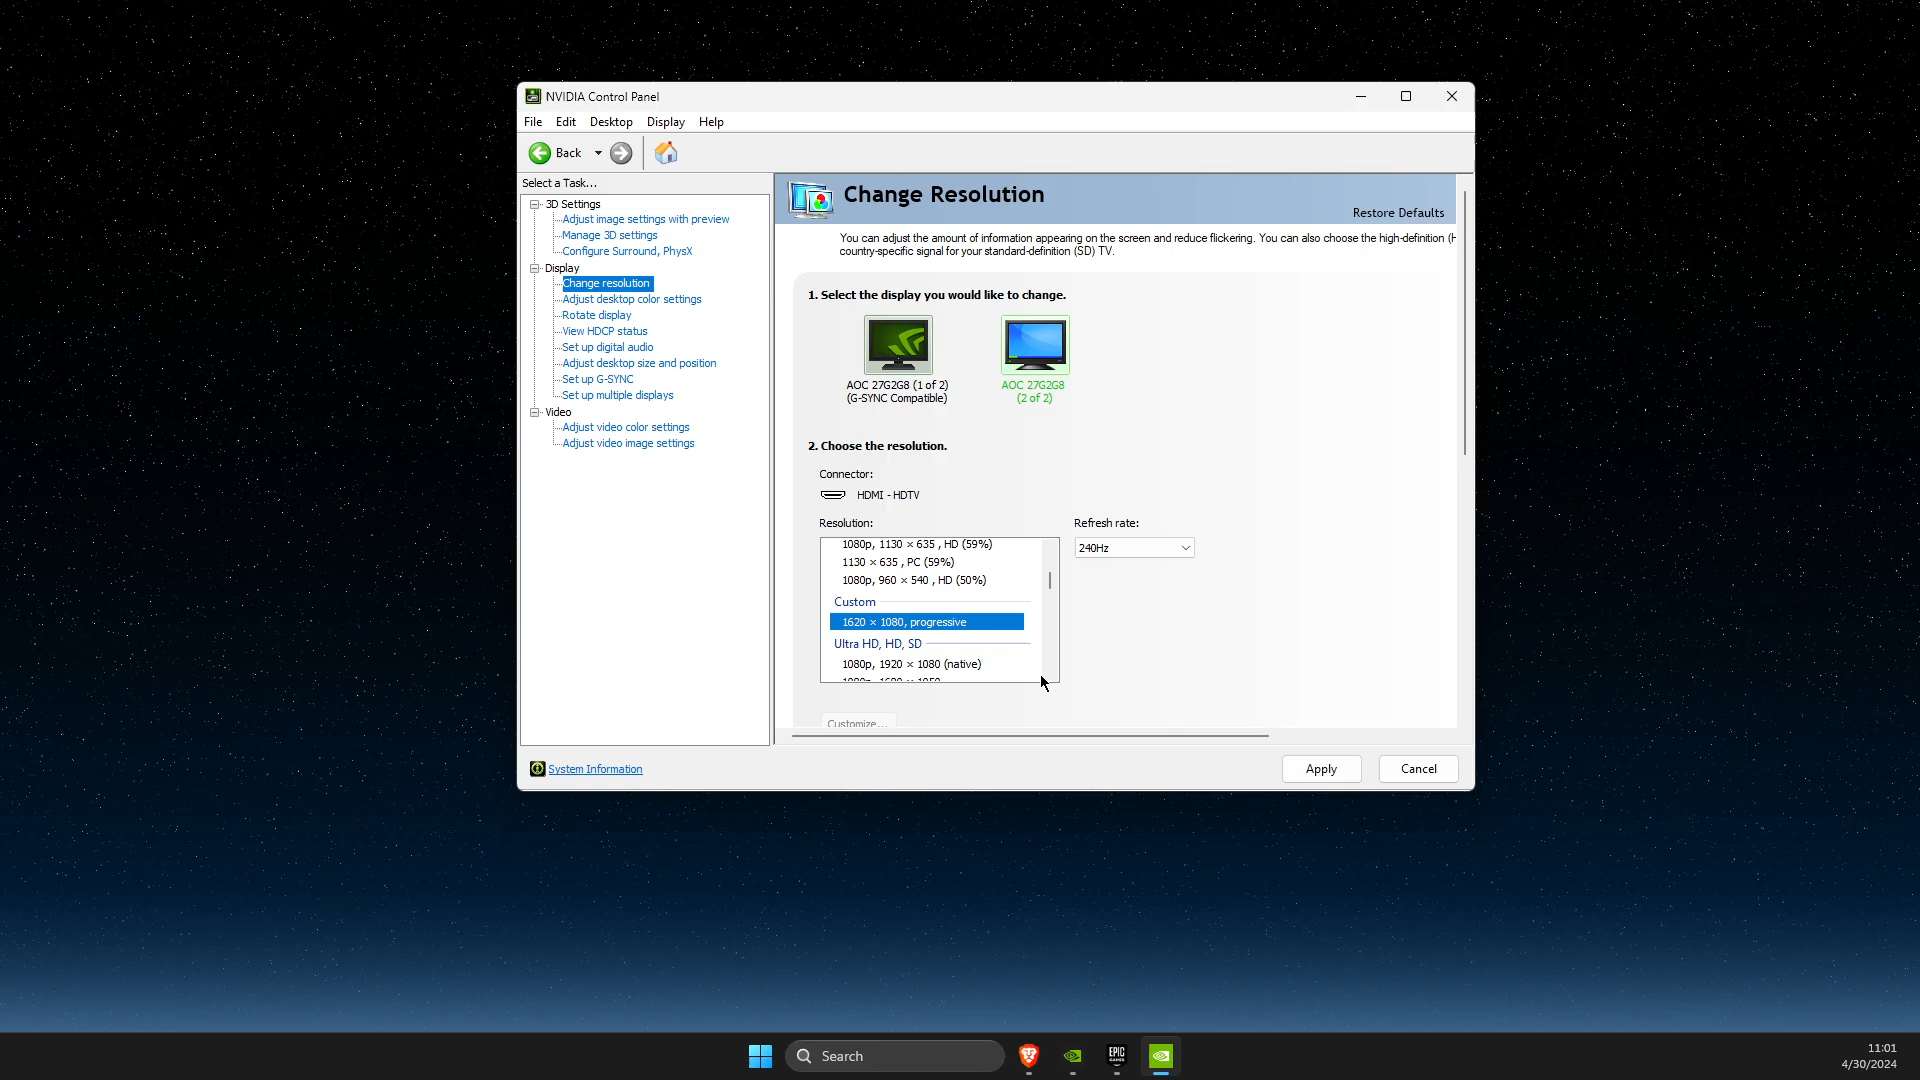 NVIDIA Control Panel
File Edit Desktop Display Help
Back
Select a Task...
3D Settings
Adjust image settings with preview
Manage 3D settings
Configure Surround, PhysX
Display
Change resolution
Adjust desktop color settings
Rotate display
View HDCP status
Set up digital audio
Adjust desktop size and position
Set up G-SYNC
Set up multiple displays
Video
Adjust video color settings
Adjust video image settings
Change Resolution
Restore Defaults
You can adjust the amount of information appearing on the screen and reduce flickering. You can also choose the high-definition (H
country-specific signal for your standard-definition (SD) TV.
1. Select the display you would like to change.
AOC 27G2G8 (1 of 2)
(G-SYNC Compatible)
AOC 27G2G8
(2 of 2)
2. Choose the resolution.
Connector:
HDMI - HDTV
Resolution:
Refresh rate:
1080p, 1130 × 635 , HD (59%)
240Hz
1130 × 635 , PC (59%)
1080p, 960 × 540 , HD (50%)
Custom
1620 × 1080, progressive
Ultra HD, HD, SD
1080p, 1920 × 1080 (native)
Customize...
System Information
Apply
Cancel
Search
EPIC
GAMES
11:01
4/30/2024